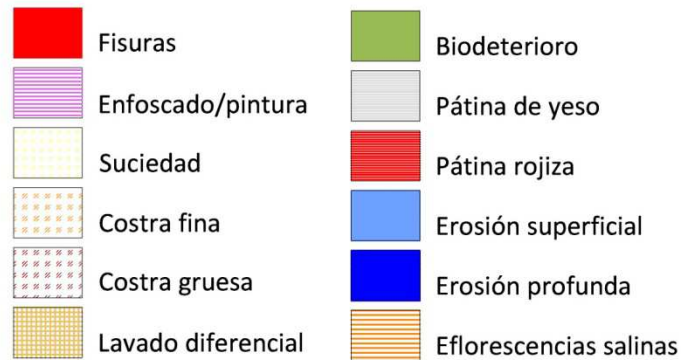 Fisuras
Enfoscado/pintura
Suciedad
Costra fina
Costra gruesa
Lavado diferencial
Biodeterioro
Pátina de yeso
Pátina rojiza
Erosión superficial
Erosión profunda
Eflorescencias salinas